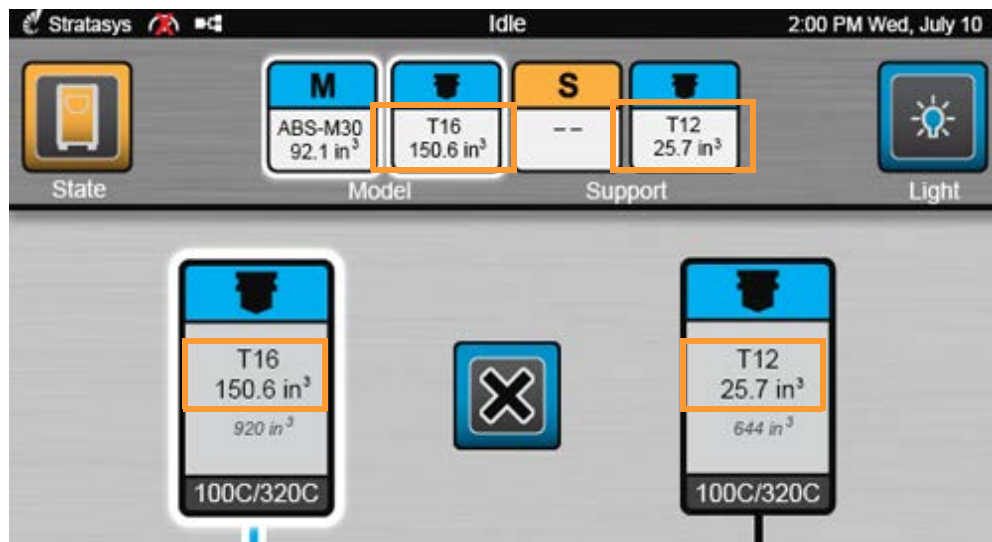 Stratasys Idle 2:00 PM Wed, July 10
M S
ABS-M30 T16 -- T12
92.1 in³ 150.6 in³ 25.7 in³
State Model Support Light
T16 T12
150.6 in³ 25.7 in³
920 in³ 644 in³
100C/320C 100C/320C